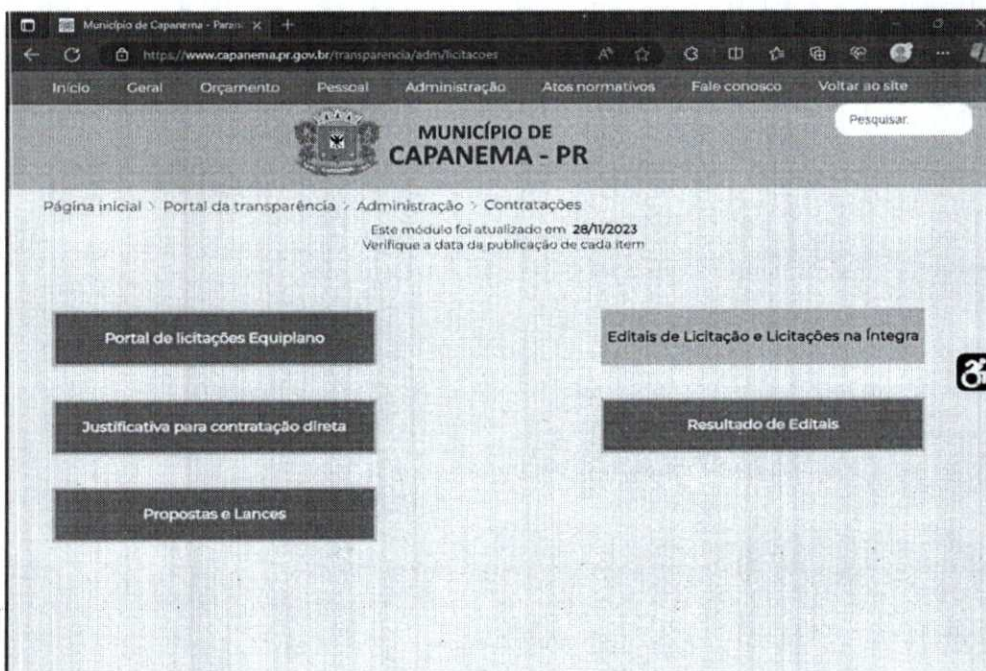 Município de Capanema - Paran
https://www.capanema.pr.gov.br/transparencia/adm/licitacoes
Início Geral Orçamento Pessoal Administração Atos normativos Fale conosco Voltar ao site
Pesquisar.
MUNICÍPIO DE
CAPANEMA - PR
Página inicial > Portal da transparência > Administração > Contratações
Este módulo foi atualizado em 28/11/2023
Verifique a data da publicação de cada item
Portal de licitações Equiplano
Editais de Licitação e Licitações na Íntegra
Justificativa para contratação direta
Resultado de Editais
Propostas e Lances